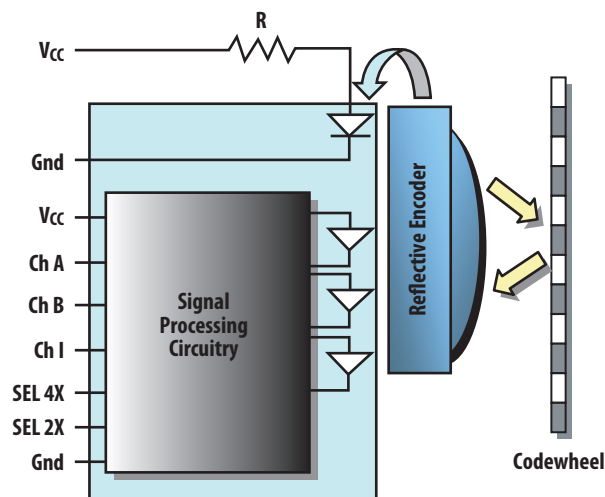 R
Vcc
Gnd
Vcc
Ch A
Ch B
Ch I
SEL 4X
SEL 2X
Gnd
Signal
Processing
Circuitry
Reflective Encoder
Codewheel